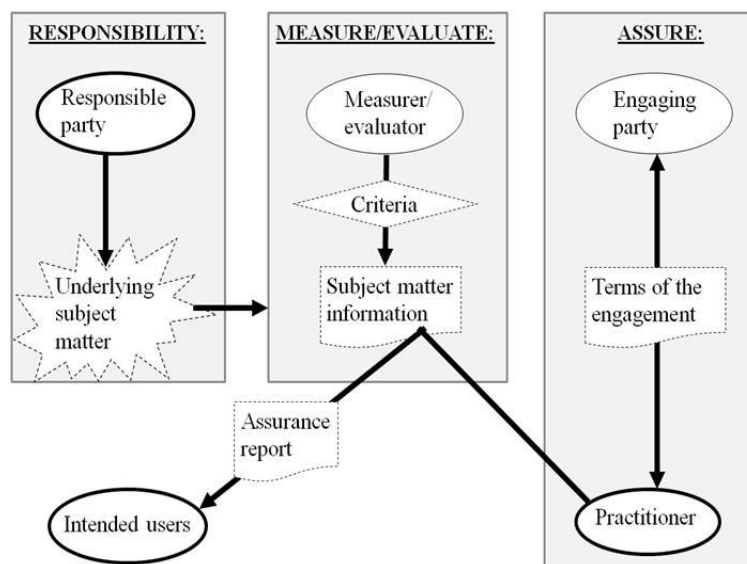 RESPONSIBILITY:
Responsible
party
Underlying
subject
matter
MEASURE/EVALUATE:
Measurer/
evaluator
Criteria
Subject matter
information
ASSURE:
Engaging
party
Terms of the
engagement
Practitioner
Assurance
report
Intended users